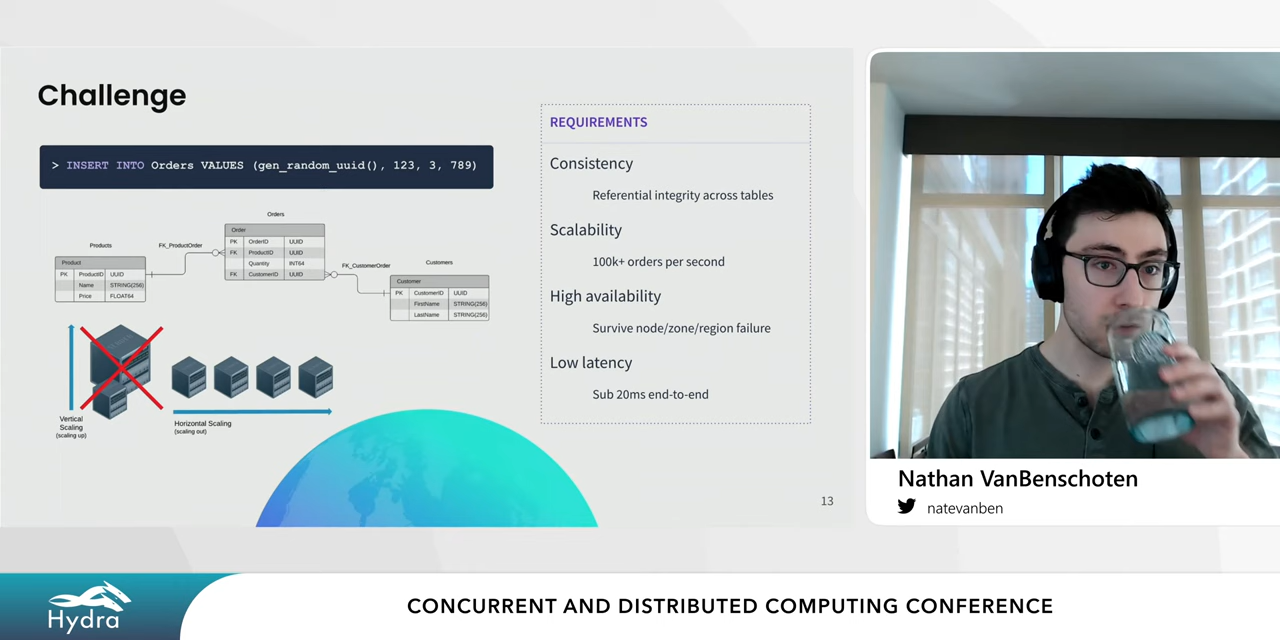 Challenge
> INSERT INTO Orders VALUES (gen_random_uuid(), 123, 3, 789)
Orders
Order
PK OrderID UUID
FK ProductID UUID
Quantity INT64
FK CustomerID UUID
Products
FK_ProductOrder
Product
PK ProductID UUID
Name STRING(256)
Price FLOAT64
FK_CustomerOrder
Customers
Customer
PK CustomerID UUID
FirstName STRING(256)
LastName STRING(256)
Vertical
Scaling
(scaling up)
Horizontal Scaling
(scaling out)
REQUIREMENTS
Consistency
Referential integrity across tables
Scalability
100k+ orders per second
High availability
Survive node/zone/region failure
Low latency
Sub 20ms end-to-end
13
Nathan VanBenschoten
natevanben
Hydra
CONCURRENT AND DISTRIBUTED COMPUTING CONFERENCE